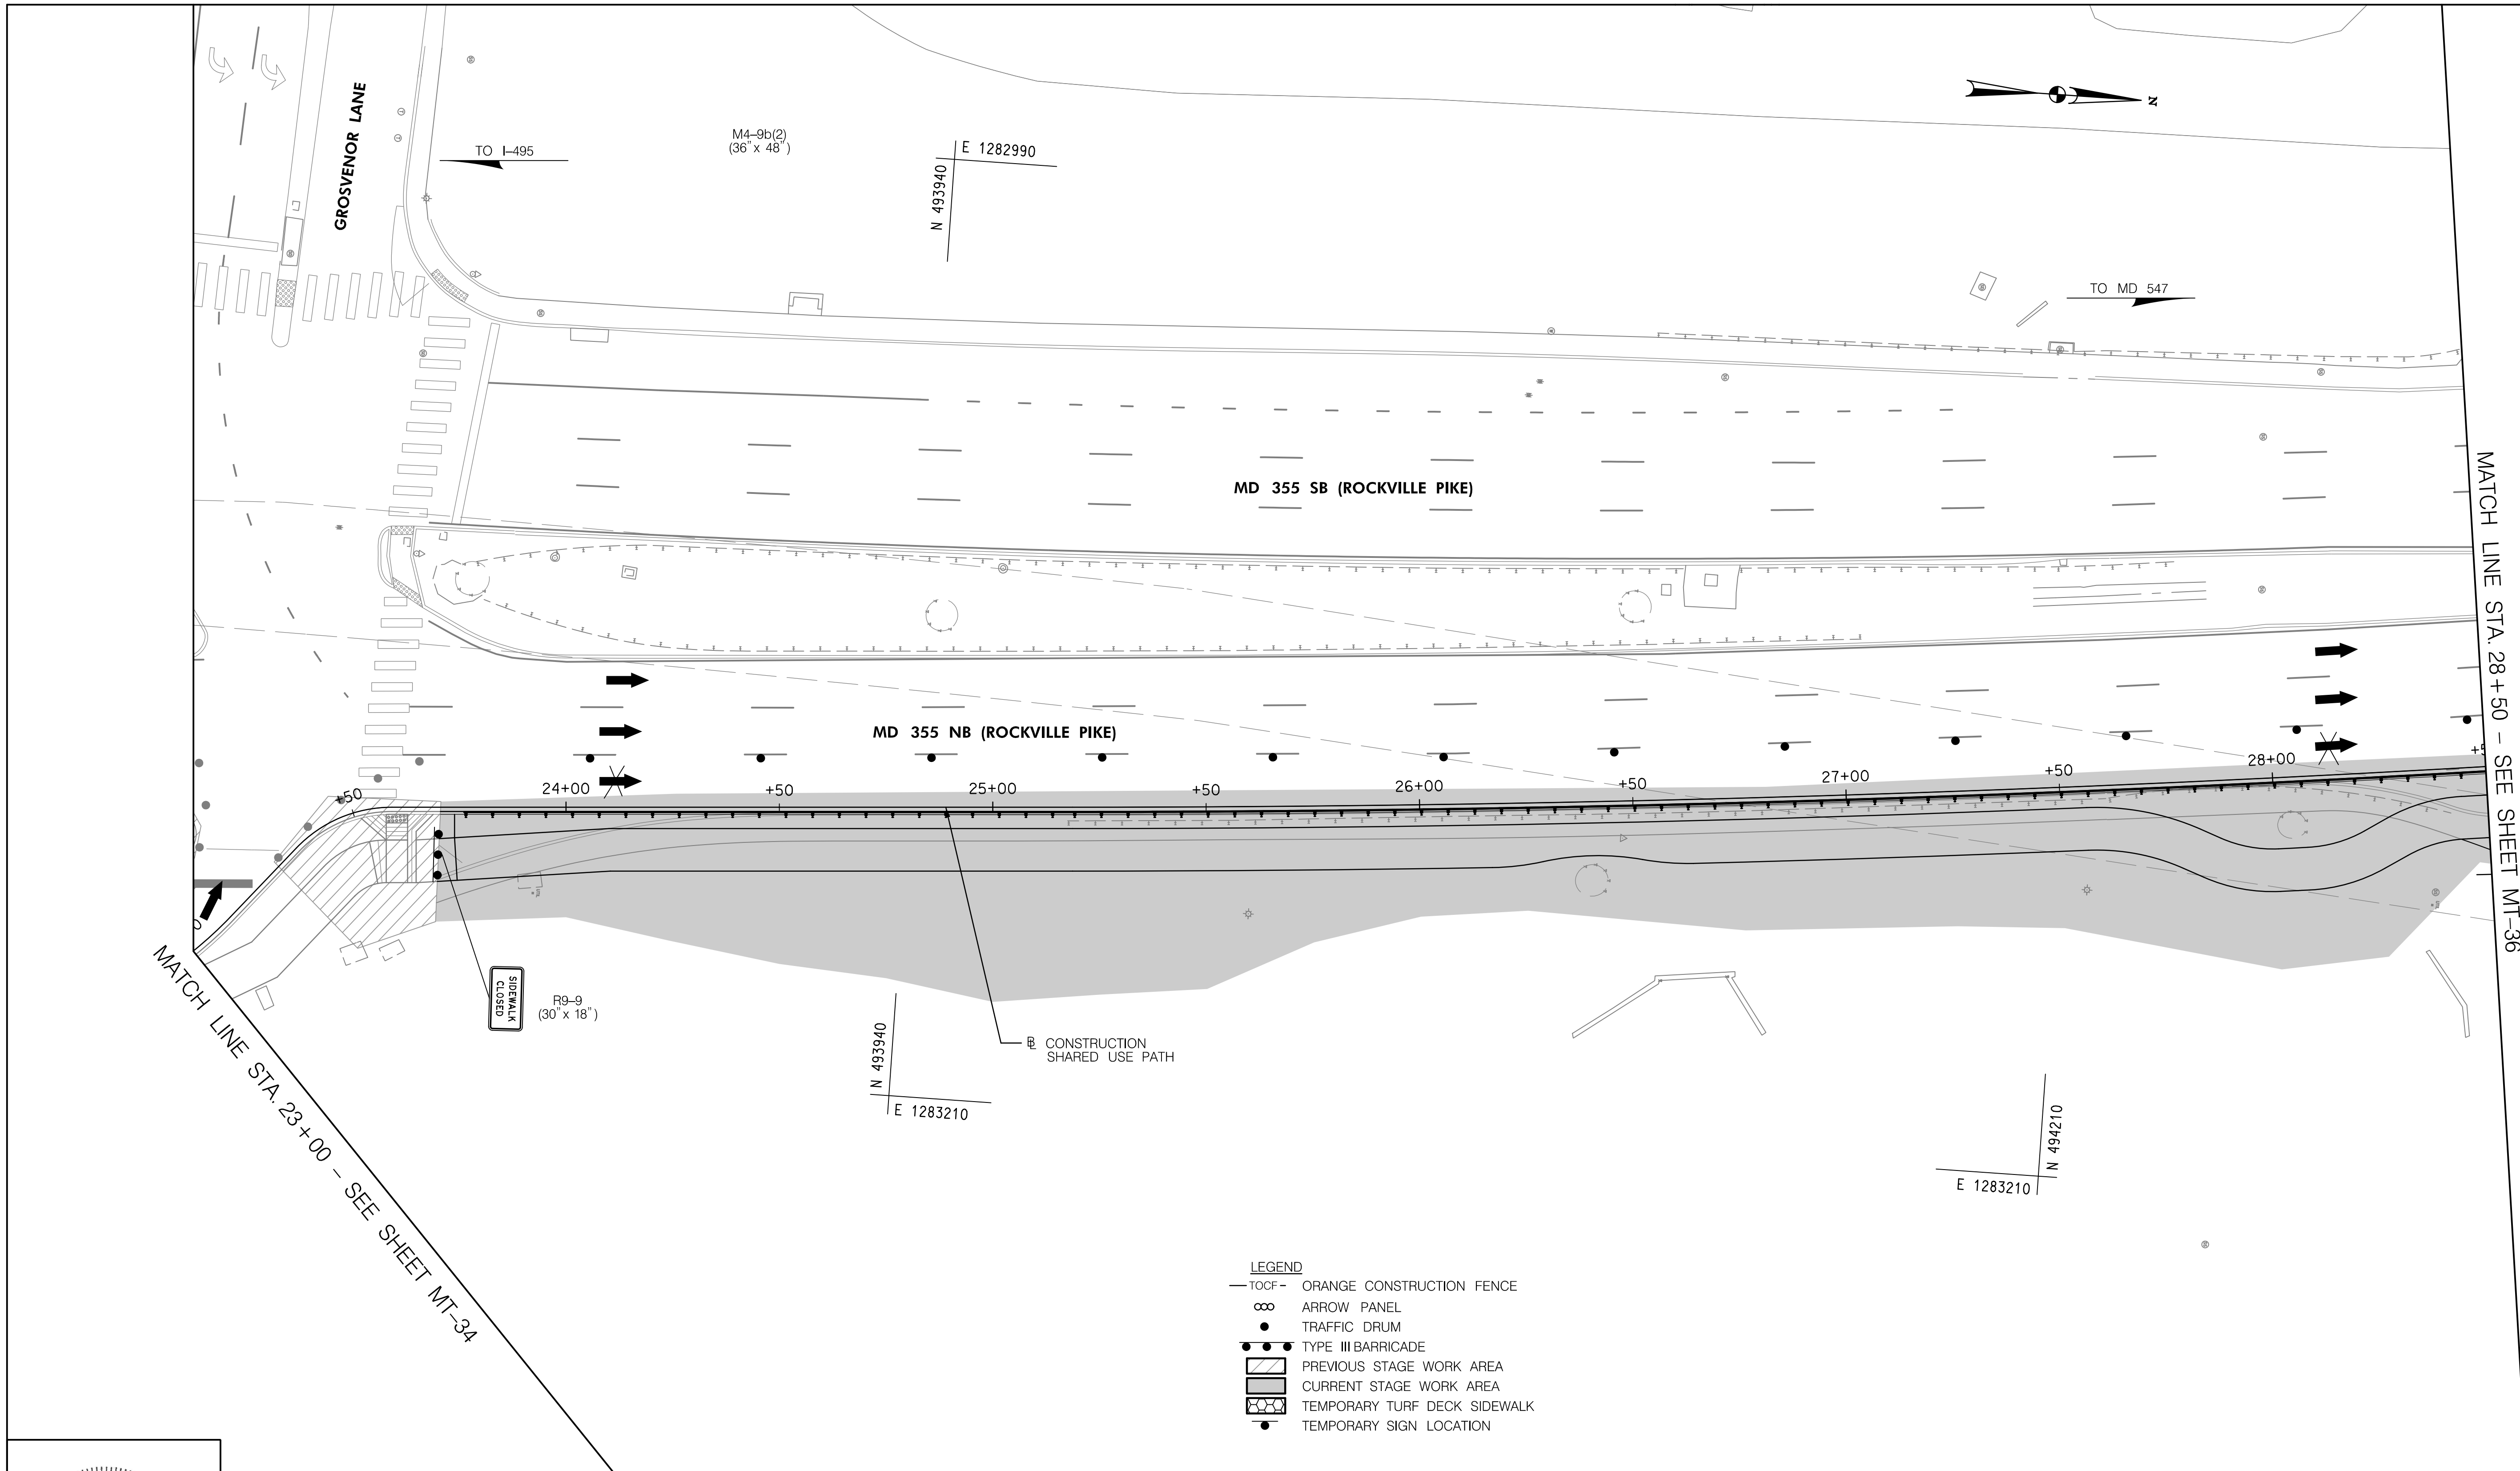 GROSVENOR LANE
TO I-495
M4-9b(2)
(36" x 48")
E 1282990
N 493940
N
TO MD 547
MD 355 SB (ROCKVILLE PIKE)
MD 355 NB (ROCKVILLE PIKE)
+50
24+00
+50
25+00
+50
26+00
+50
27+00
+50
28+00
+5
MATCH LINE STA. 28+50 - SEE SHEET MT-36
MATCH LINE STA. 23+00 - SEE SHEET MT-34
SIDEWALK
CLOSED
R9-9
(30" x 18")
N 493940
E 1283210
BL CONSTRUCTION
SHARED USE PATH
N 494210
E 1283210
LEGEND
TOCF - ORANGE CONSTRUCTION FENCE
ARROW PANEL
TRAFFIC DRUM
TYPE III BARRICADE
PREVIOUS STAGE WORK AREA
CURRENT STAGE WORK AREA
TEMPORARY TURF DECK SIDEWALK
TEMPORARY SIGN LOCATION